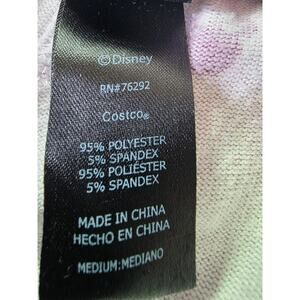 ©Disney
RN#76292
Costco®
95% POLYESTER
5% SPANDEX
95% POLIÉSTER
5% SPANDEX
MADE IN CHINA
HECHO EN CHINA
MEDIUM:MEDIANO